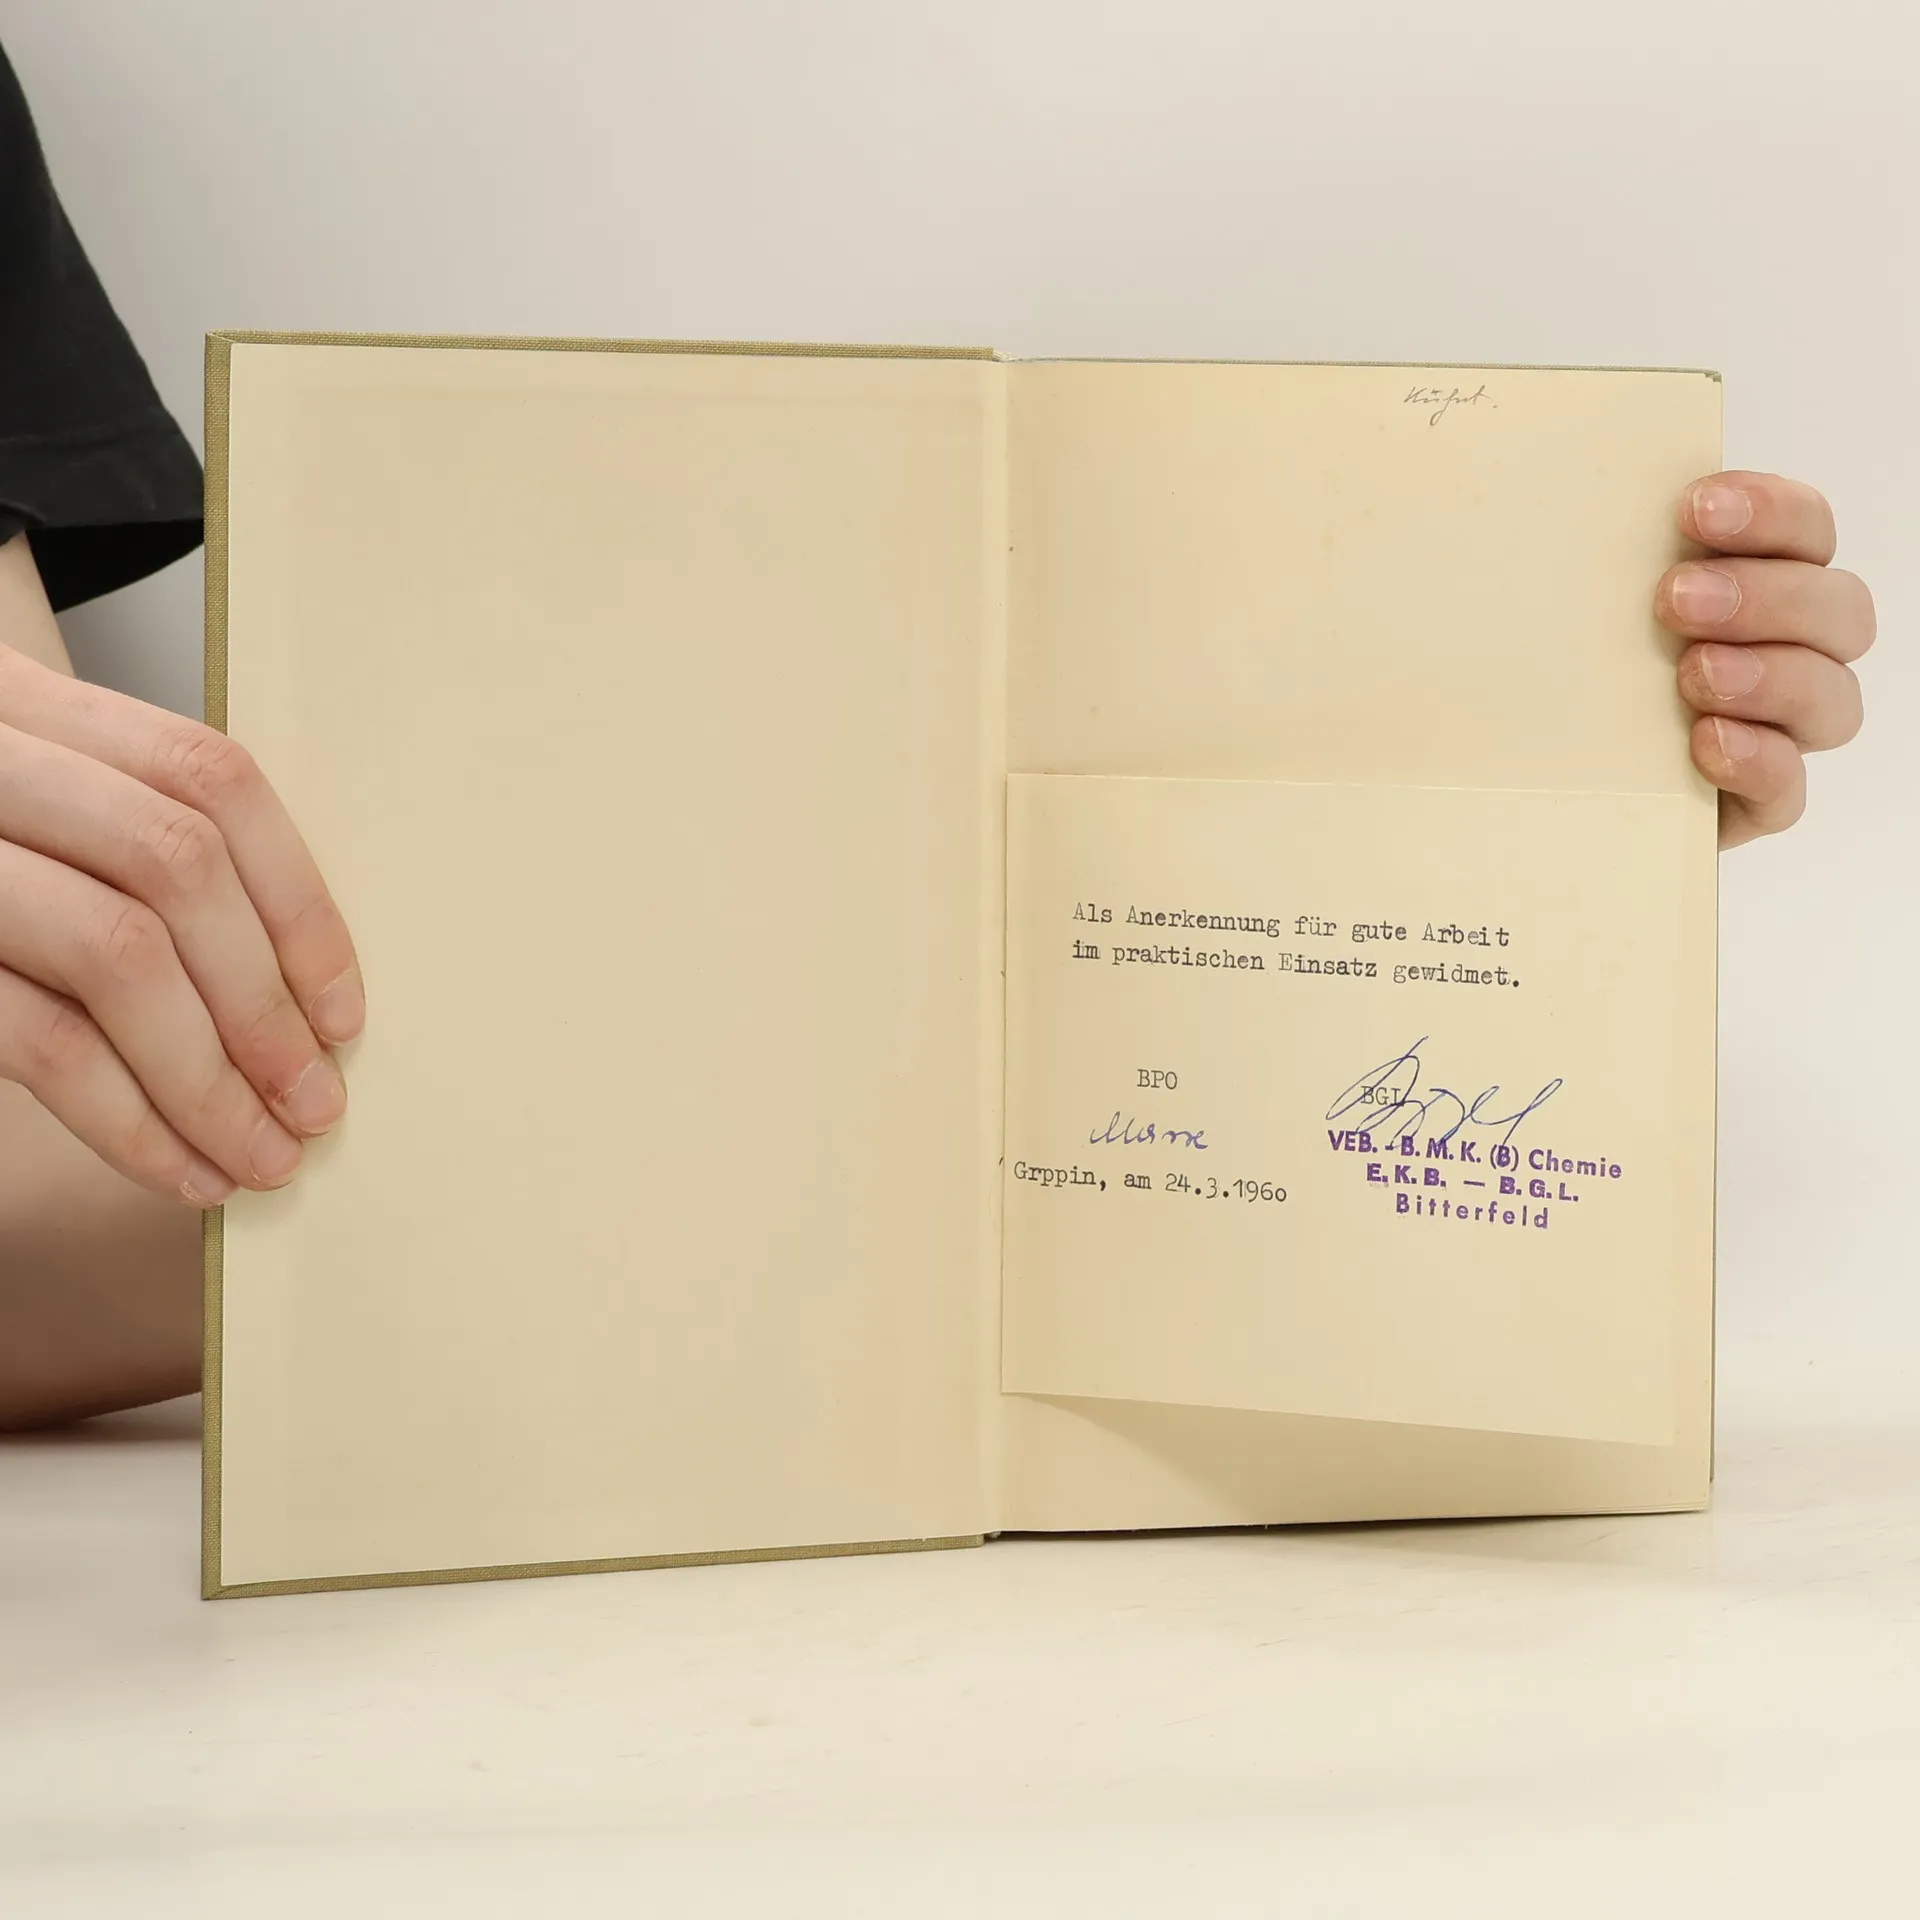 Kühnt.
Als Anerkennung für gute Arbeit
im praktischen Einsatz gewidmet.
BPO
BGL
Grppin, am 24.3.1960
VEB. - B. M. K. (B) Chemie
E. K. B. — B. G. L.
Bitterfeld